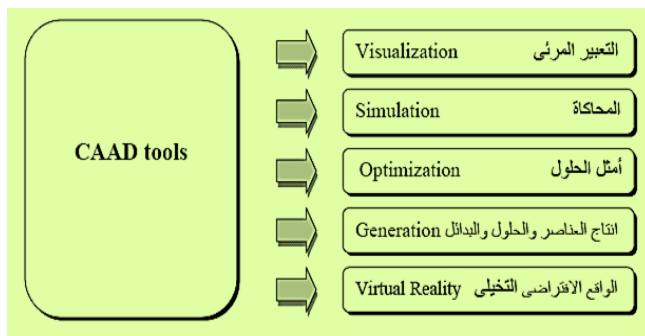 CAAD tools
Visualization التعبير المرئى
Simulation المحاكاة
Optimization أمثل الحلول
Generation انتاج العناصر والحلول والبدائل
Virtual Reality الواقع الافتراضى التخيلى